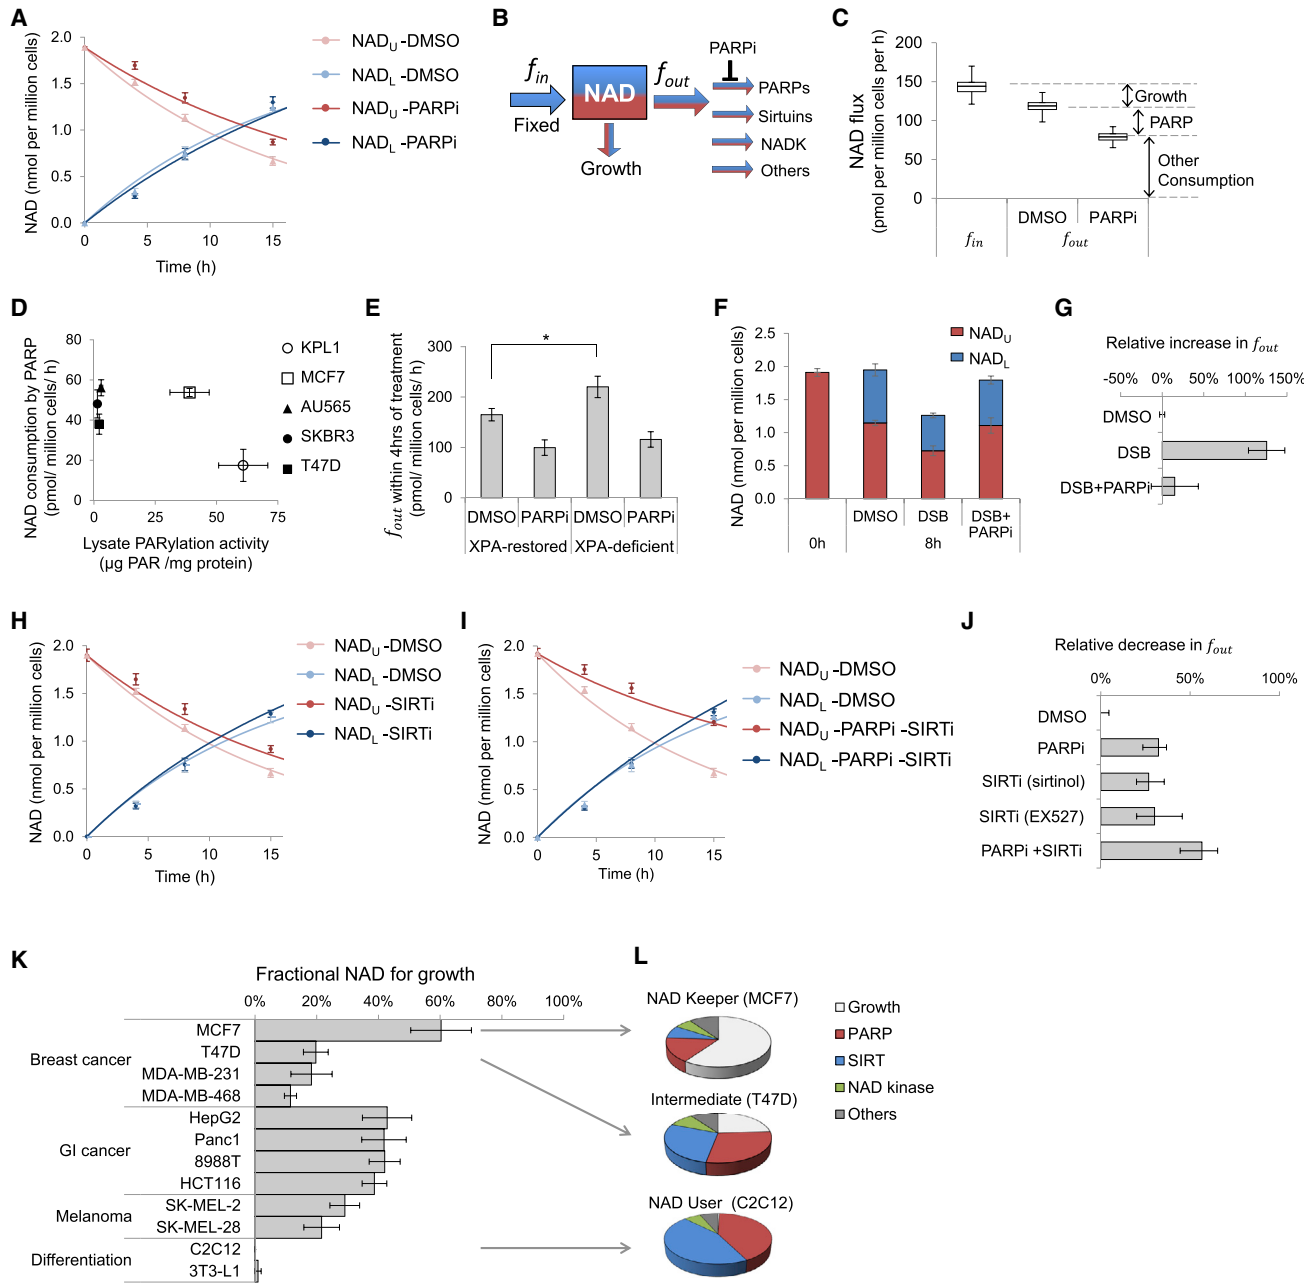 A
NAD (nmol per million cells)
2.0
1.5
1.0
0.5
0.0
0 5 10 15
Time (h)
NADU -DMSO
NADL -DMSO
NADU -PARPi
NADL -PARPi
B
PARPi
fin
NAD
fout
Fixed
Growth
PARPs
Sirtuins
NADK
Others
C
NAD flux
(pmol per million cells per h)
200
150
100
50
0
Growth
PARP
Other
Consumption
DMSO PARPi
fin
fout
D
NAD consumption by PARP
(pmol/ million cells/ h)
80
60
40
20
0
0 25 50 75
Lysate PARylation activity
(µg PAR /mg protein)
KPL1
MCF7
AU565
SKBR3
T47D
E
fout within 4hrs of treatment
(pmol/ million cells/ h)
300
200
100
0
*
DMSO PARPi DMSO PARPi
XPA-restored XPA-deficient
F
NAD (nmol per million cells)
2.5
2.0
1.5
1.0
0.5
0.0
NADU
NADL
DMSO DSB DSB+
PARPi
0h 8h
G
Relative increase in fout
-50% 0% 50% 100% 150%
DMSO
DSB
DSB+PARPi
H
NAD (nmol per million cells)
2.0
1.5
1.0
0.5
0.0
0 5 10 15
Time (h)
NADU -DMSO
NADL -DMSO
NADU -SIRTi
NADL -SIRTi
I
NAD (nmol per million cells)
2.0
1.5
1.0
0.5
0.0
0 5 10 15
Time (h)
NADU -DMSO
NADL -DMSO
NADU -PARPi -SIRTi
NADL -PARPi -SIRTi
J
Relative decrease in fout
0% 50% 100%
DMSO
PARPi
SIRTi (sirtinol)
SIRTi (EX527)
PARPi +SIRTi
K
Fractional NAD for growth
0% 20% 40% 60% 80% 100%
Breast cancer
MCF7
T47D
MDA-MB-231
MDA-MB-468
GI cancer
HepG2
Panc1
8988T
HCT116
Melanoma
SK-MEL-2
SK-MEL-28
Differentiation
C2C12
3T3-L1
L
NAD Keeper (MCF7)
Intermediate (T47D)
NAD User (C2C12)
Growth
PARP
SIRT
NAD kinase
Others